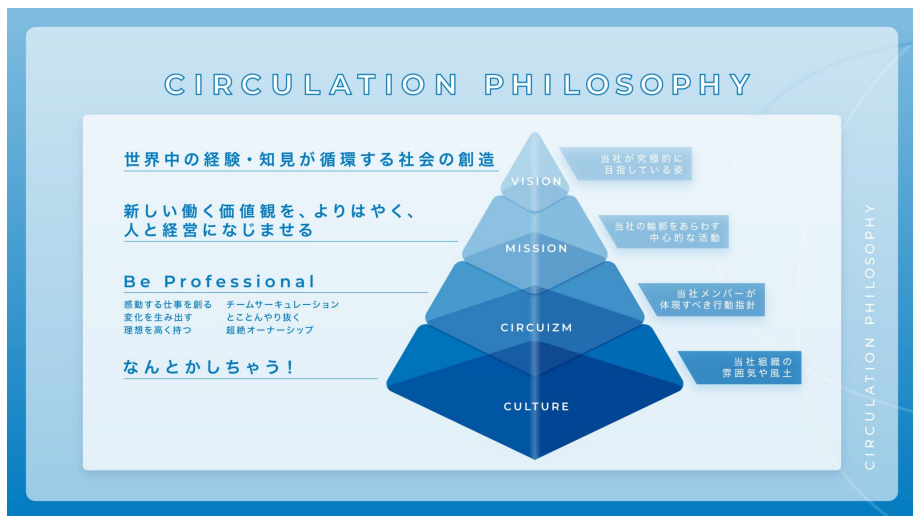 CIRCULATION PHILOSOPHY
世界中の経験・知見が循環する社会の創造
VISION
当社が究極的に
目指している姿
新しい働く価値観を、よりはやく、
人と経営になじませる
MISSION
当社の輪郭をあらわす
中心的な活動
Be Professional
感動する仕事を創る チームサーキュレーション
変化を生み出す とことんやり抜く
理想を高く持つ 超絶オーナーシップ
CIRCUIZM
当社メンバーが
体現すべき行動指針
なんとかしちゃう！
CULTURE
当社組織の
雰囲気や風土
CIRCULATION PHILOSOPHY